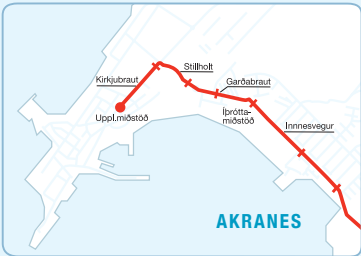 Stillholt
Kirkjubraut
Garðabraut
Uppl.miðstöð
Íþrótta-
miðstöð
Innnesvegur
AKRANES